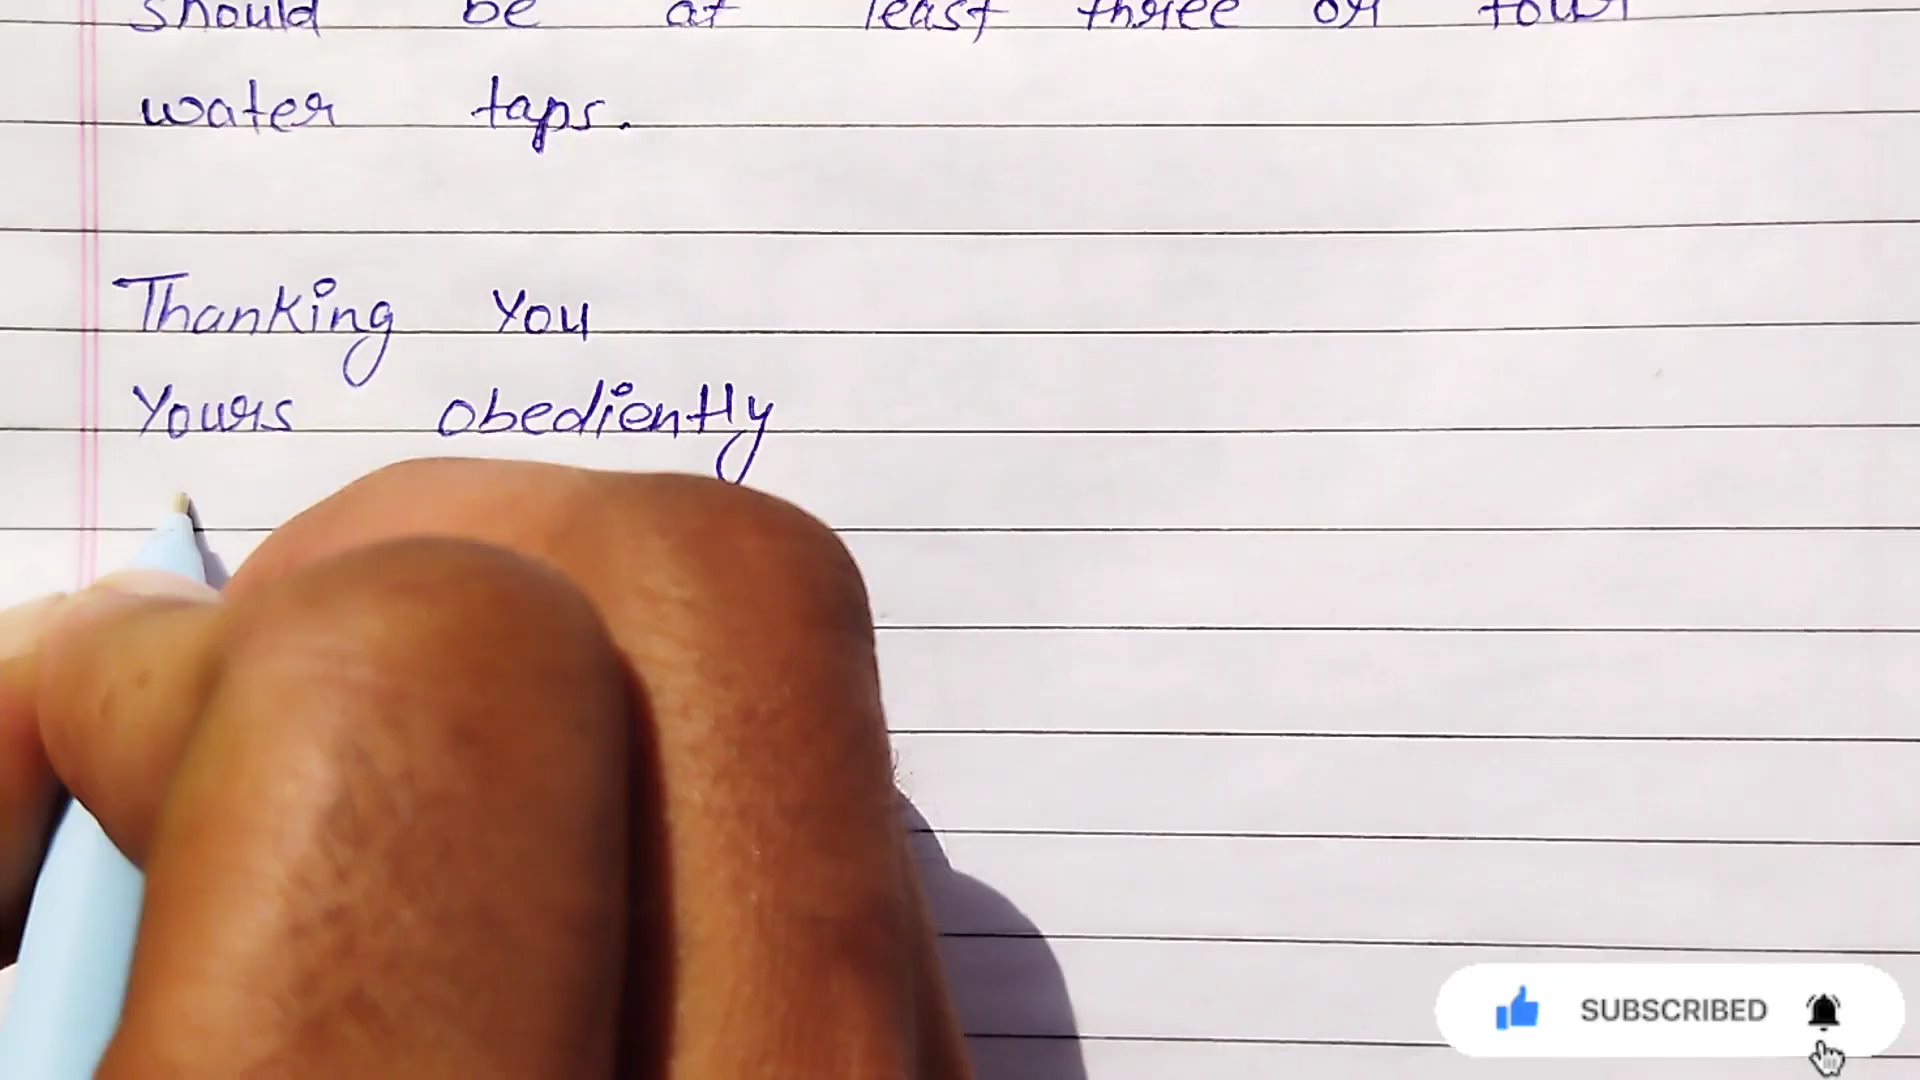 should be at least three or four
water taps.
Thanking You
Yours obediently
SUBSCRIBED